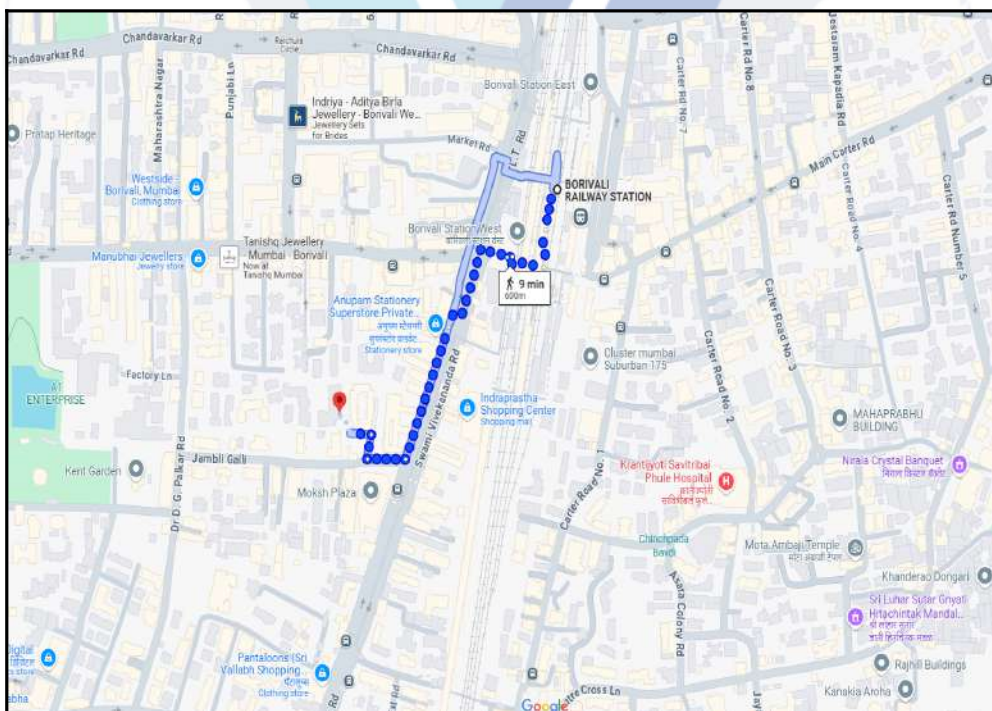 Chandavarkar Rd
Chandavarkar Rd
Chandavarkar Rd
Raichura
Circle
Punjabi Ln
Maharashtra Nagar
Pratap Heritage
Indriya - Aditya Birla
Jewellery - Borivali We...
Jewellery Sets
for Brides
Market Rd
L.T. Rd
Borivali Station East
Carter Rd No. 7
Carter Rd No.8
Jestaram Kapadia Rd
Main Carter Rd
Westside -
Borivali, Mumbai
Clothing store
BORIVALI
RAILWAY STATION
Borivali Station West
Carter Road No. 4
Carter Rd Number 5
Manubhai Jewellers
Jewelry store
Tanishq Jewellery
- Mumbai - Borivali
Now at
Tanishq Mumbai
9 min
600m
Anupam Stationery
Superstore Private...
Stationery store
Swami Vivekananda Rd
Cluster mumbai
Suburban 175
Carter Road No. 2
Carter Road No. 3
Factory Ln
ENTERPRISE
Indraprastha
Shopping Center
Shopping mall
MAHAPRABHU
BUILDING
Jambli Galli
Kent Garden
Dr D. G. Palkar Rd
Moksh Plaza
Carter Road No. 1
Krantijyoti Savitribai
Phule Hospital
Nirala Crystal Banquet
Chinchpada
Mota Ambaji Temple
Khanderao Dongari
Asara Colony Rd
Sri Luhar Sutar Gnyati
Hitachintak Mandal...
Digital
Pantaloons (Sri
Vallabh Shopping...
Clothing store
Rajhill Buildings
Kanakia Aroha
Rd
Cross Ln
Google